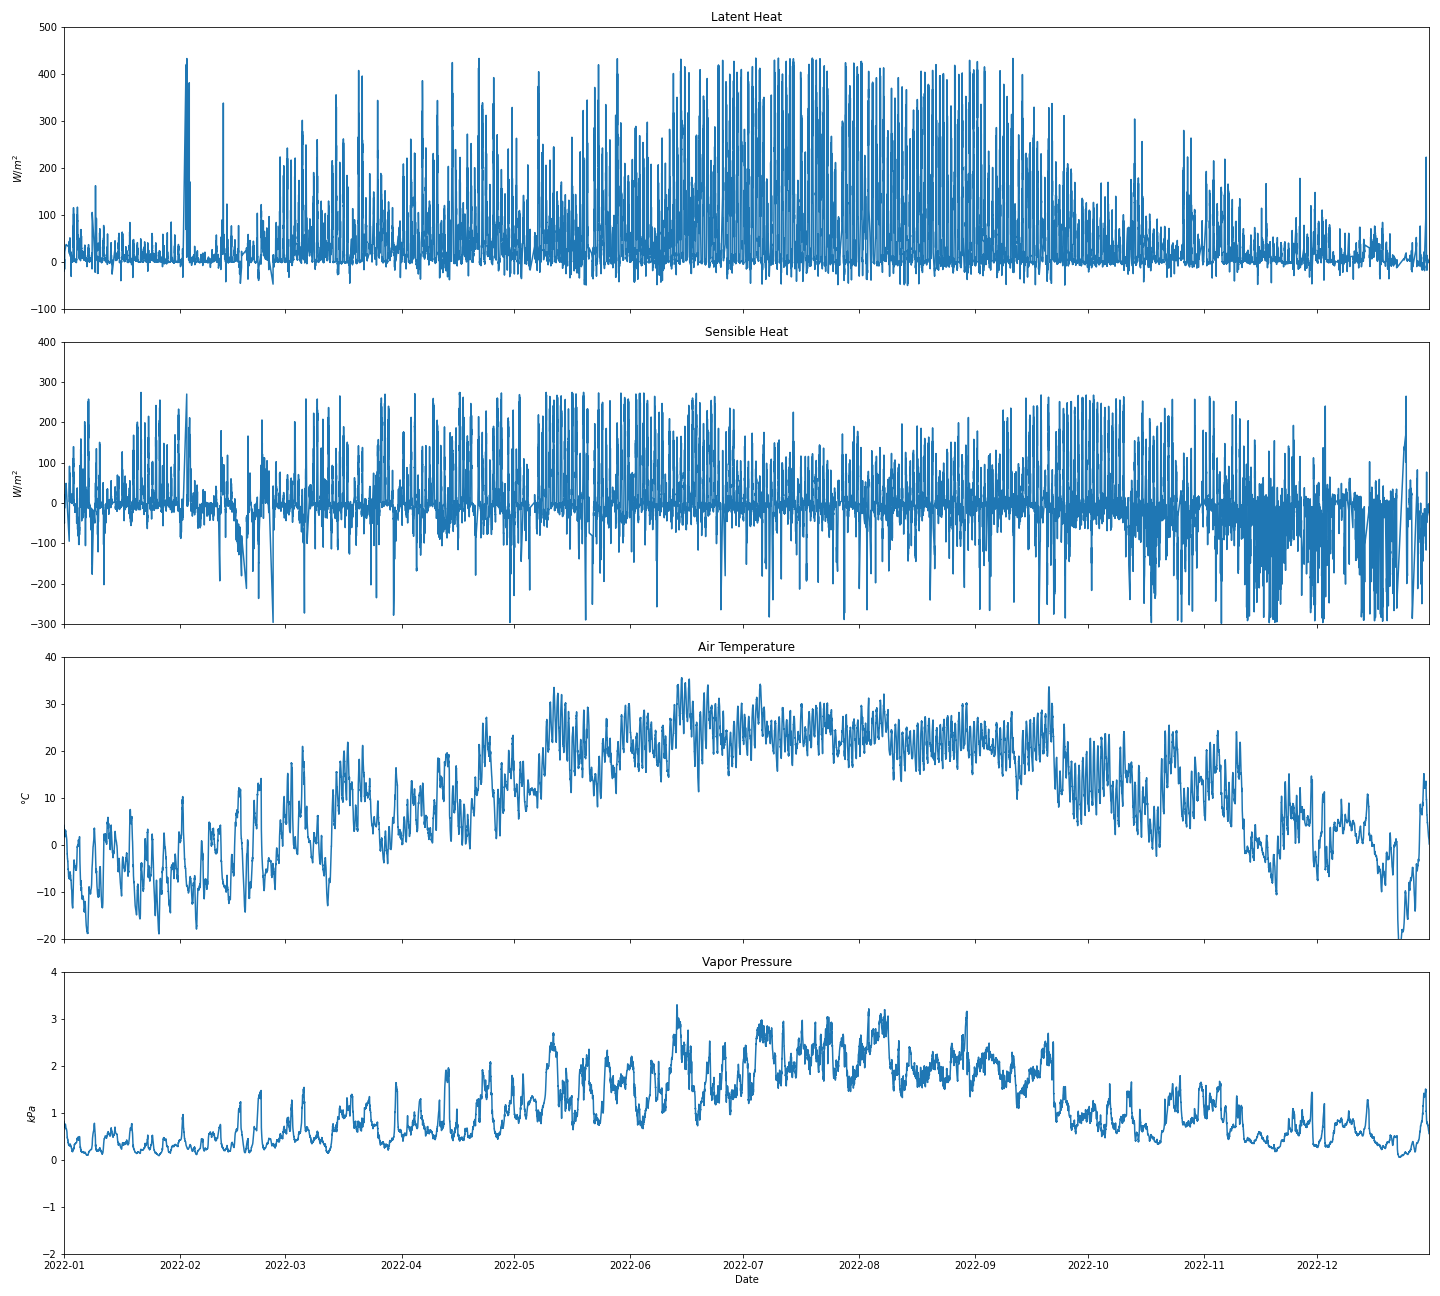 Latent Heat
500
400
300
200
100
0
−100
W/m²
Sensible Heat
400
300
200
100
0
−100
−200
−300
W/m²
Air Temperature
40
30
20
10
0
−10
−20
°C
Vapor Pressure
4
3
2
1
0
−1
−2
kPa
2022-01 2022-02 2022-03 2022-04 2022-05 2022-06 2022-07 2022-08 2022-09 2022-10 2022-11 2022-12
Date